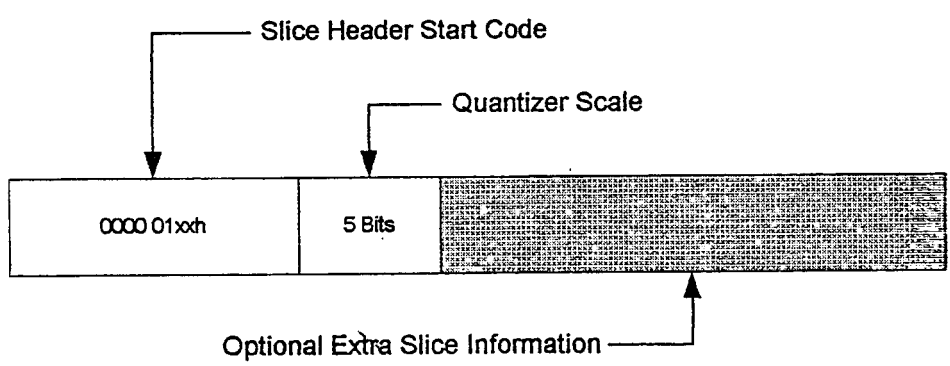 Slice Header Start Code
Quantizer Scale
0000 01xxh
5 Bits
Optional Extra Slice Information